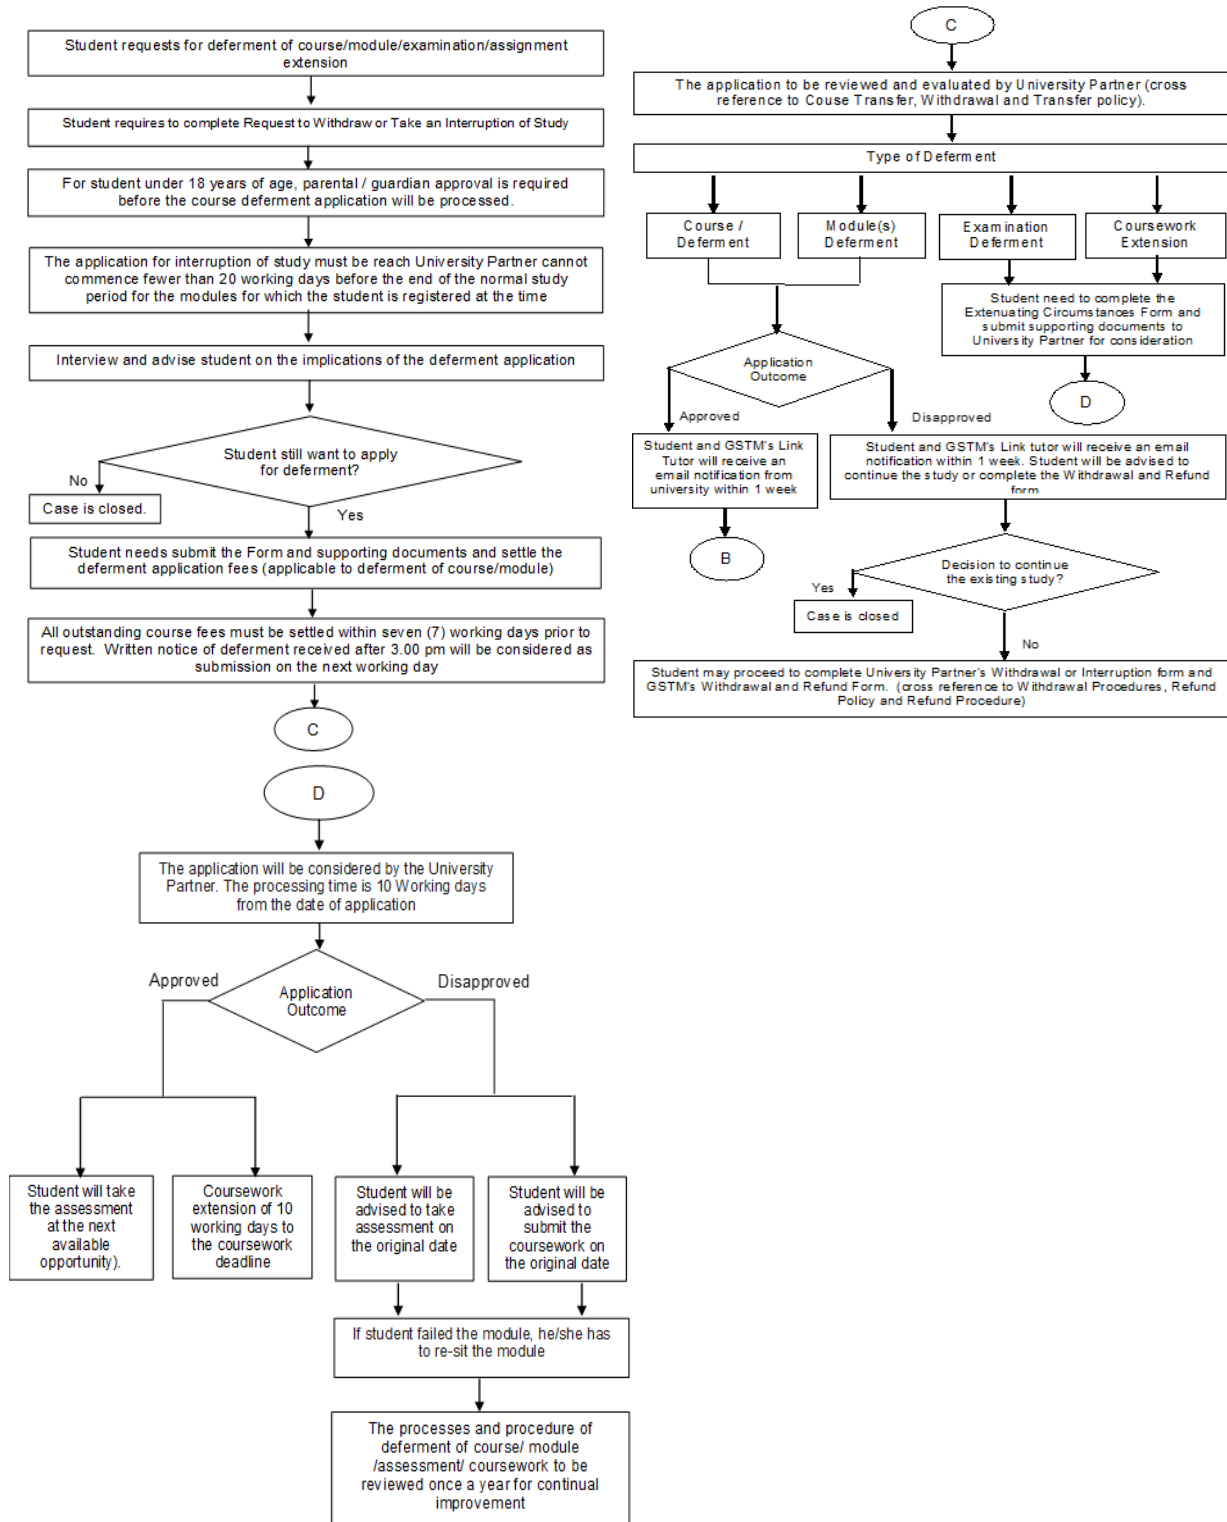 Student requests for deferment of course/module/examination/assignment
extension
Student requires to complete Request to Withdraw or Take an Interruption of Study
For student under 18 years of age, parental / guardian approval is required
before the course deferment application will be processed.
The application for interruption of study must be reach University Partner cannot
commence fewer than 20 working days before the end of the normal study
period for the modules for which the student is registered at the time
Interview and advise student on the implications of the deferment application
Student still want to apply
for deferment?
No
Case is closed.
Yes
Student needs submit the Form and supporting documents and settle the
deferment application fees (applicable to deferment of course/module)
All outstanding course fees must be settled within seven (7) working days prior to
request. Written notice of deferment received after 3.00 pm will be considered as
submission on the next working day
C
C
The application to be reviewed and evaluated by University Partner (cross
reference to Couse Transfer, Withdrawal and Transfer policy).
Type of Deferment
Course /
Deferment
Module(s)
Deferment
Examination
Deferment
Coursework
Extension
Student need to complete the
Extenuating Circumstances Form and
submit supporting documents to
University Partner for consideration
D
Application
Outcome
Approved
Disapproved
Student and GSTM's Link
Tutor will receive an
email notification from
university within 1 week
Student and GSTM's Link tutor will receive an email
notification within 1 week. Student will be advised to
continue the study or complete the Withdrawal and Refund
form
B
Decision to continue
the existing study?
Yes
Case is closed
No
Student may proceed to complete University Partner's Withdrawal or Interruption form and
GSTM's Withdrawal and Refund Form. (cross reference to Withdrawal Procedures, Refund
Policy and Refund Procedure)
D
The application will be considered by the University
Partner. The processing time is 10 Working days
from the date of application
Approved
Disapproved
Application
Outcome
Student will take
the assessment
at the next
available
opportunity).
Coursework
extension of 10
working days to
the coursework
deadline
Student will be
advised to take
assessment on
the original date
Student will be
advised to
submit the
coursework on
the original date
If student failed the module, he/she has
to re-sit the module
The processes and procedure of
deferment of course/ module
/assessment/ coursework to be
reviewed once a year for continual
improvement